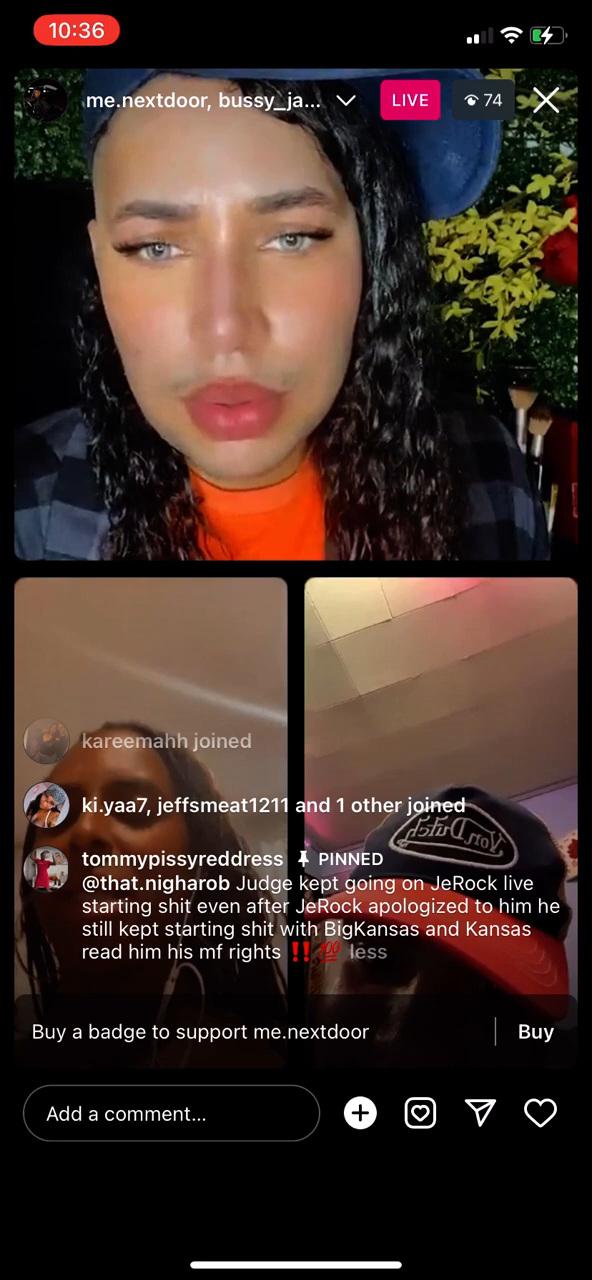 10:36
me.nextdoor, bussy_ja...
LIVE
74
kareemahh joined
ki.yaa7, jeffsmeat1211 and 1 other joined
tommypissyreddress PINNED
@that.nigharob Judge kept going on JeRock live
starting shit even after JeRock apologized to him he
still kept starting shit with BigKansas and Kansas
read him his mf rights ‼️💯 less
Von Dutch
Buy a badge to support me.nextdoor
Buy
Add a comment...